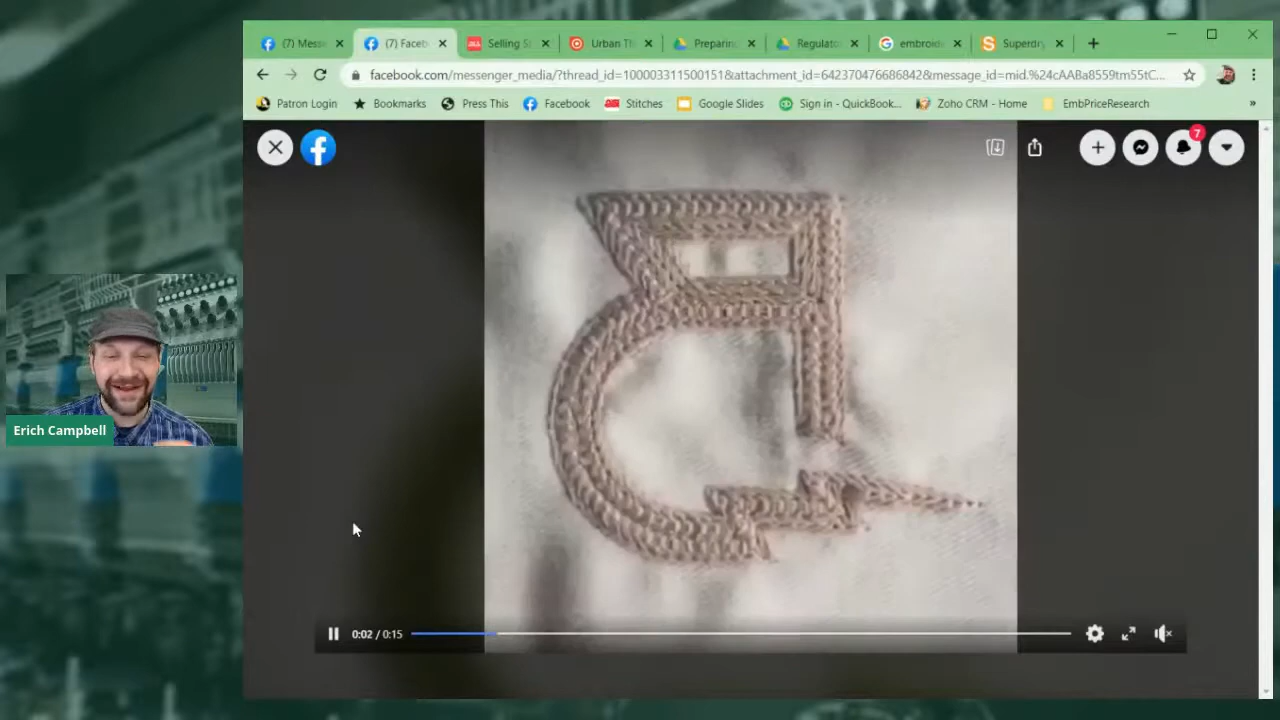 (7) Mess
(7) Faceb
Selling S
Urban Th
Preparin
Regulato
embroide
Superdry
facebook.com/messenger_media/?thread_id=100003311500151&attachment_id=642370476686842&message_id=mid.%24cAABa8559tm55tC...
Patron Login
Bookmarks
Press This
Facebook
Stitches
Google Slides
Sign in - QuickBook...
Zoho CRM - Home
EmbPriceResearch
»
7
Erich Campbell
0:02 / 0:15